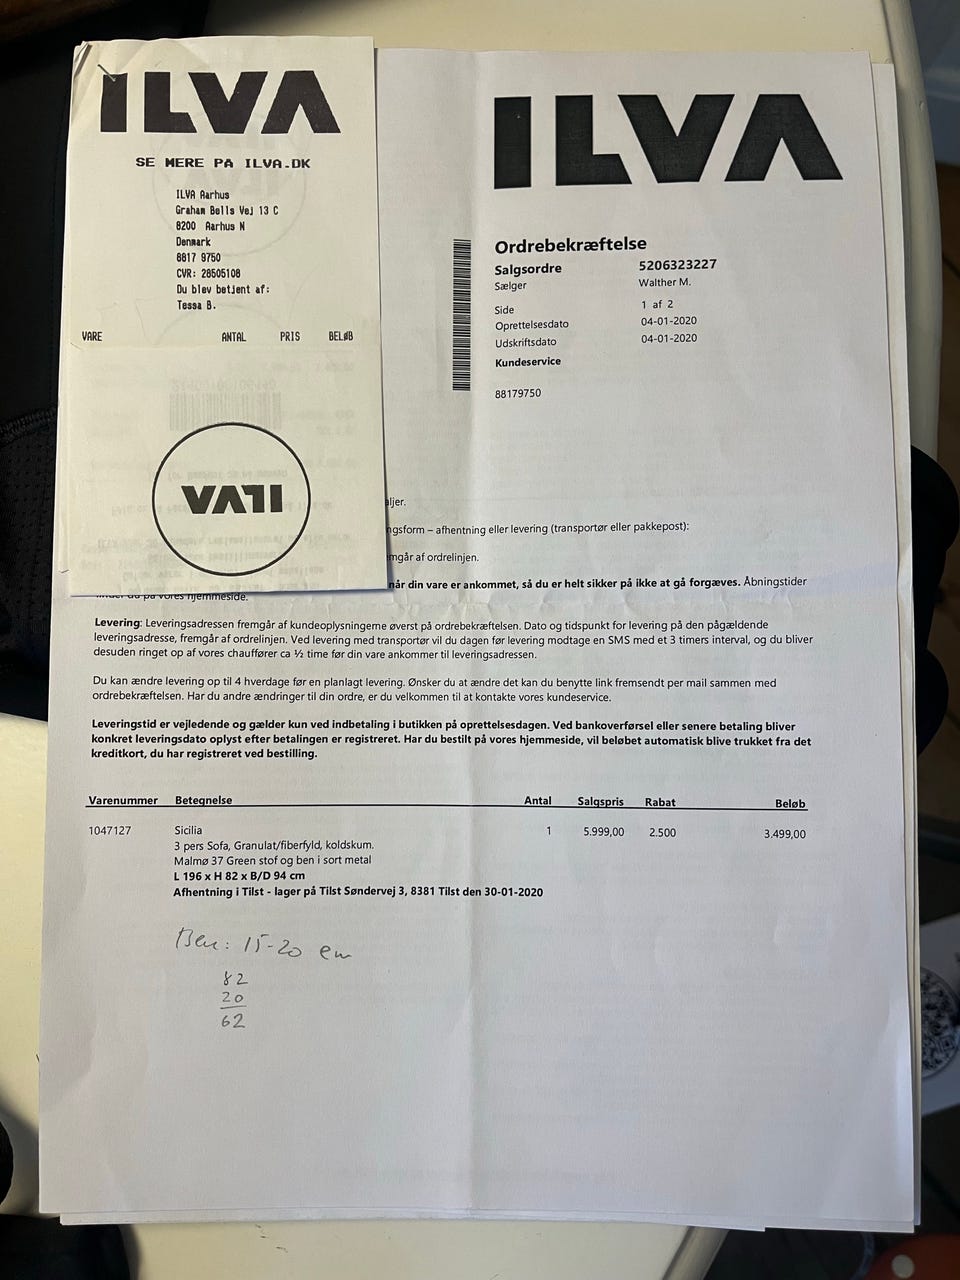 ILVA
SE MERE PÅ ILVA.DK
ILVA Aarhus
Graham Bells Vej 13 C
8200 Aarhus N
Denmark
8817 9750
CVR: 28505108
Du blev betjent af:
Tessa B.
VARE ANTAL PRIS BELØB
ILVA
ILVA
Ordrebekræftelse
Salgsordre 5206323227
Sælger Walther M.
Side 1 af 2
Oprettelsesdato 04-01-2020
Udskriftsdato 04-01-2020
Kundeservice
88179750
ljer.
ngsform – afhentning eller levering (transportør eller pakkepost):
mgår af ordrelinjen.
når din vare er ankommet, så du er helt sikker på ikke at gå forgæves. Åbningstider
på vores hjemmeside.
Levering: Leveringsadressen fremgår af kundeoplysningerne øverst på ordrebekræftelsen. Dato og tidspunkt for levering på den pågældende
leveringsadresse, fremgår af ordrelinjen. Ved levering med transportør vil du dagen før levering modtage en SMS med et 3 timers interval, og du bliver
desuden ringet op af vores chauffører ca ½ time før din vare ankommer til leveringsadressen.
Du kan ændre levering op til 4 hverdage før en planlagt levering. Ønsker du at ændre det kan du benytte link fremsendt per mail sammen med
ordrebekræftelsen. Har du andre ændringer til din ordre, er du velkommen til at kontakte vores kundeservice.
Leveringstid er vejledende og gælder kun ved indbetaling i butikken på oprettelsesdagen. Ved bankoverførsel eller senere betaling bliver
konkret leveringsdato oplyst efter betalingen er registreret. Har du bestilt på vores hjemmeside, vil beløbet automatisk blive trukket fra det
kreditkort, du har registreret ved bestilling.
Varenummer Betegnelse Antal Salgspris Rabat Beløb
1047127 Sicilia 1 5.999,00 2.500 3.499,00
3 pers Sofa, Granulat/fiberfyld, koldskum.
Malmø 37 Green stof og ben i sort metal
L 196 x H 82 x B/D 94 cm
Afhentning i Tilst - lager på Tilst Søndervej 3, 8381 Tilst den 30-01-2020
Ben: 15-20 cm
82
20
62